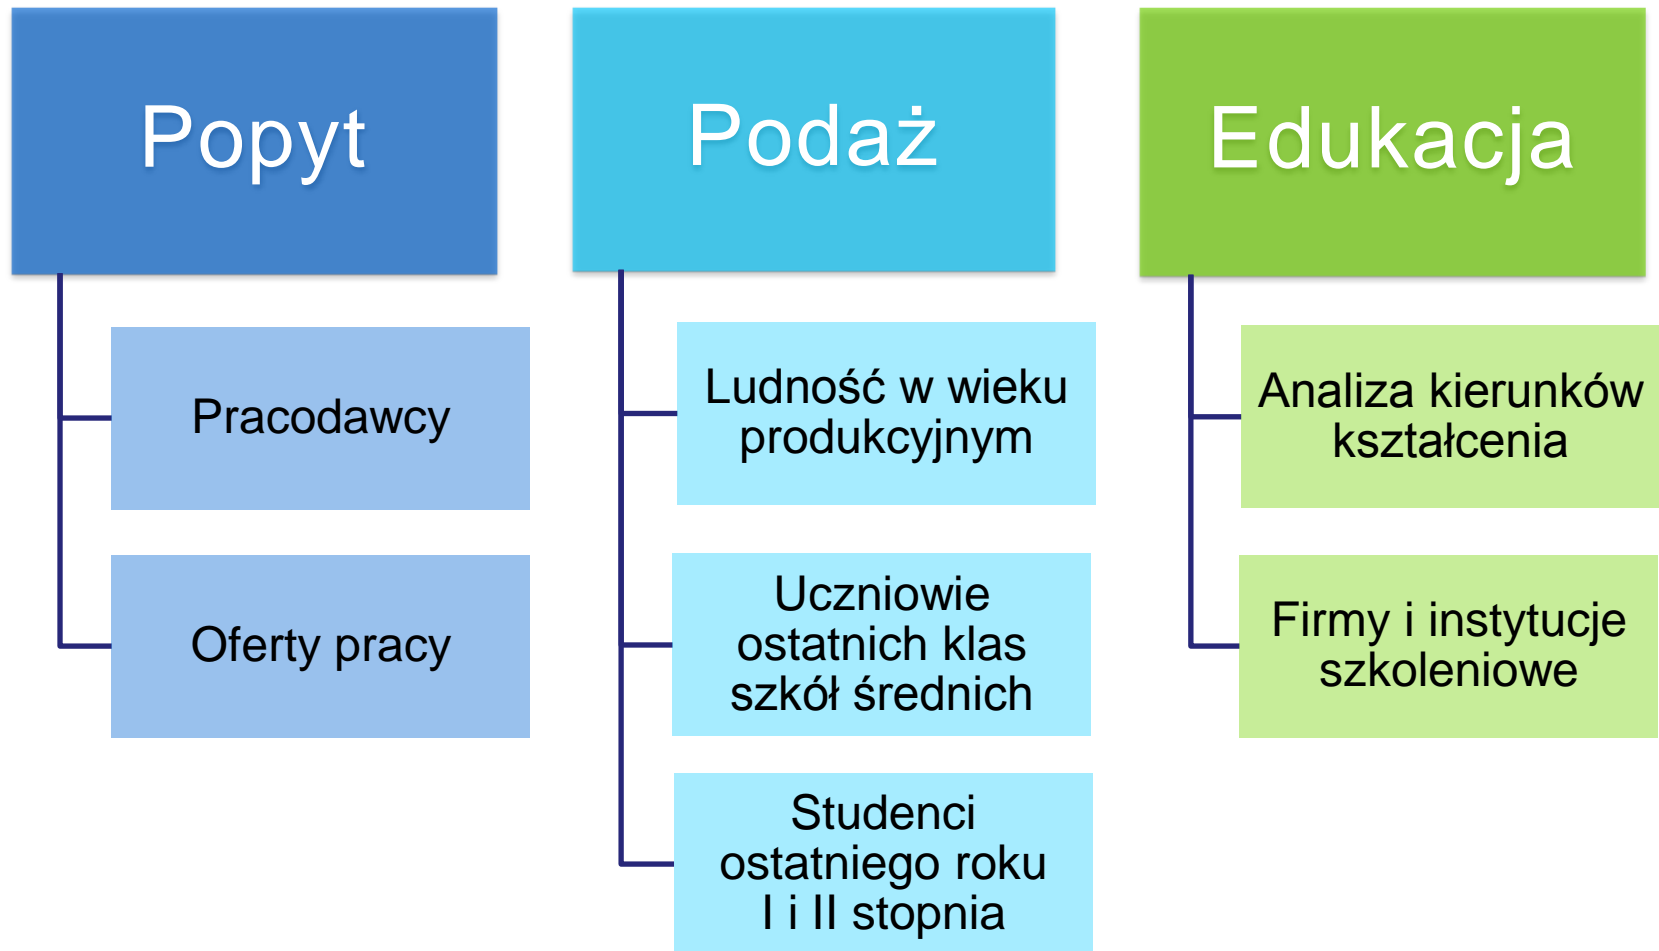 Popyt
Pracodawcy
Oferty pracy
Podaż
Ludność w wieku
produkcyjnym
Uczniowie
ostatnich klas
szkół średnich
Studenci
ostatniego roku
I i II stopnia
Edukacja
Analiza kierunków
kształcenia
Firmy i instytucje
szkoleniowe